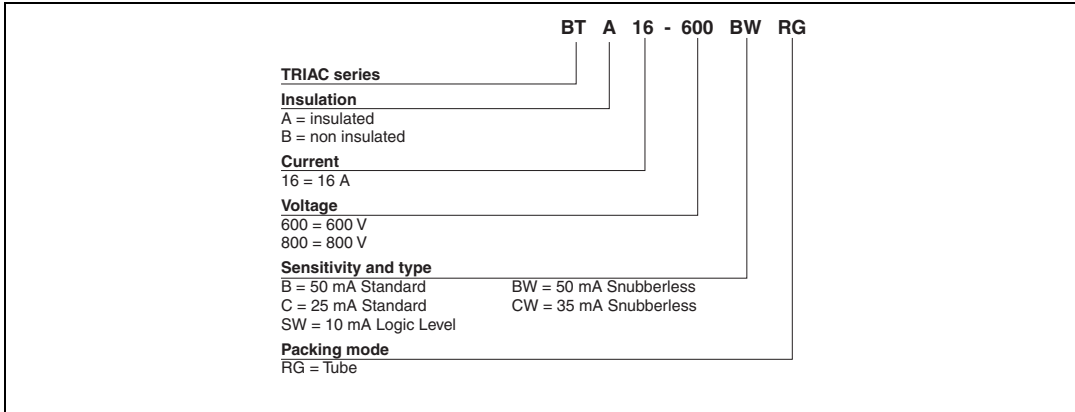 BT A 16 - 600 BW RG
TRIAC series
Insulation
A = insulated
B = non insulated
Current
16 = 16 A
Voltage
600 = 600 V
800 = 800 V
Sensitivity and type
B = 50 mA Standard BW = 50 mA Snubberless
C = 25 mA Standard CW = 35 mA Snubberless
SW = 10 mA Logic Level
Packing mode
RG = Tube